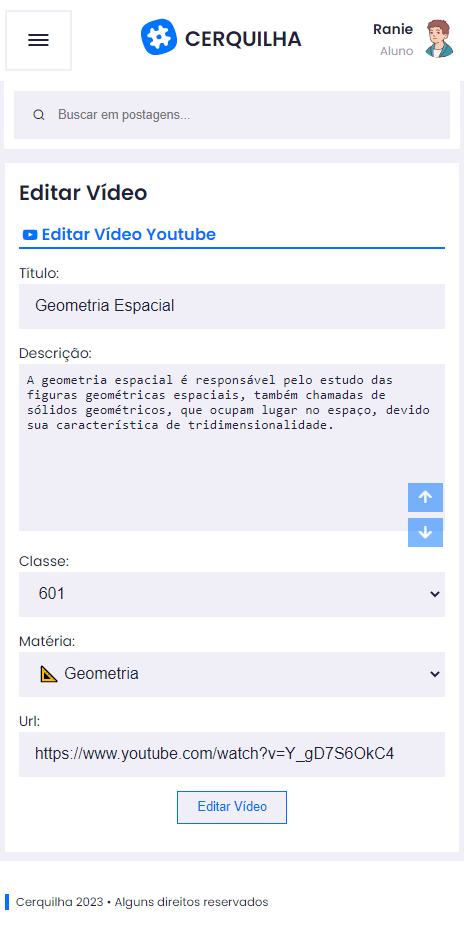 CERQUILHA
Ranie
Aluno
Buscar em postagens...
Editar Vídeo
Editar Vídeo Youtube
Título:
Geometria Espacial
Descrição:
A geometria espacial é responsável pelo estudo das
figuras geométricas espaciais, também chamadas de
sólidos geométricos, que ocupam lugar no espaço, devido
sua característica de tridimensionalidade.
Classe:
601
Matéria:
📐 Geometria
Url:
https://www.youtube.com/watch?v=Y_gD7S6OkC4
Editar Vídeo
Cerquilha 2023 • Alguns direitos reservados